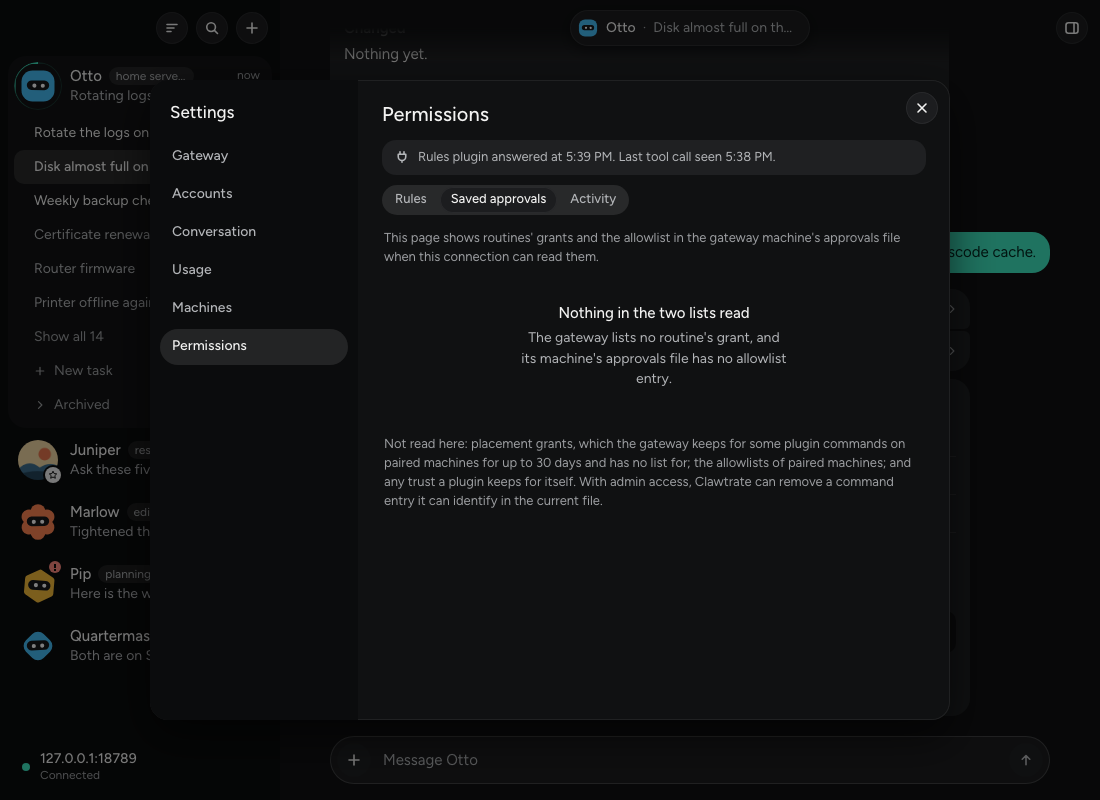 Otto · Disk almost full on th...
Nothing yet.
Otto home serve... now
Rotating logs
Rotate the logs on
Disk almost full on
Weekly backup che
Certificate renewa
Router firmware
Printer offline again
Show all 14
New task
Archived
Juniper res
Ask these fiv
Marlow edi
Tightened th
Pip planning
Here is the w
Quartermas
Both are on S
127.0.0.1:18789
Connected
Settings
Gateway
Accounts
Conversation
Usage
Machines
Permissions
Permissions
Rules plugin answered at 5:39 PM. Last tool call seen 5:38 PM.
Rules Saved approvals Activity
This page shows routines' grants and the allowlist in the gateway machine's approvals file
when this connection can read them.
Nothing in the two lists read
The gateway lists no routine's grant, and
its machine's approvals file has no allowlist
entry.
Not read here: placement grants, which the gateway keeps for some plugin commands on
paired machines for up to 30 days and has no list for; the allowlists of paired machines; and
any trust a plugin keeps for itself. With admin access, Clawtrate can remove a command
entry it can identify in the current file.
scode cache.
Message Otto